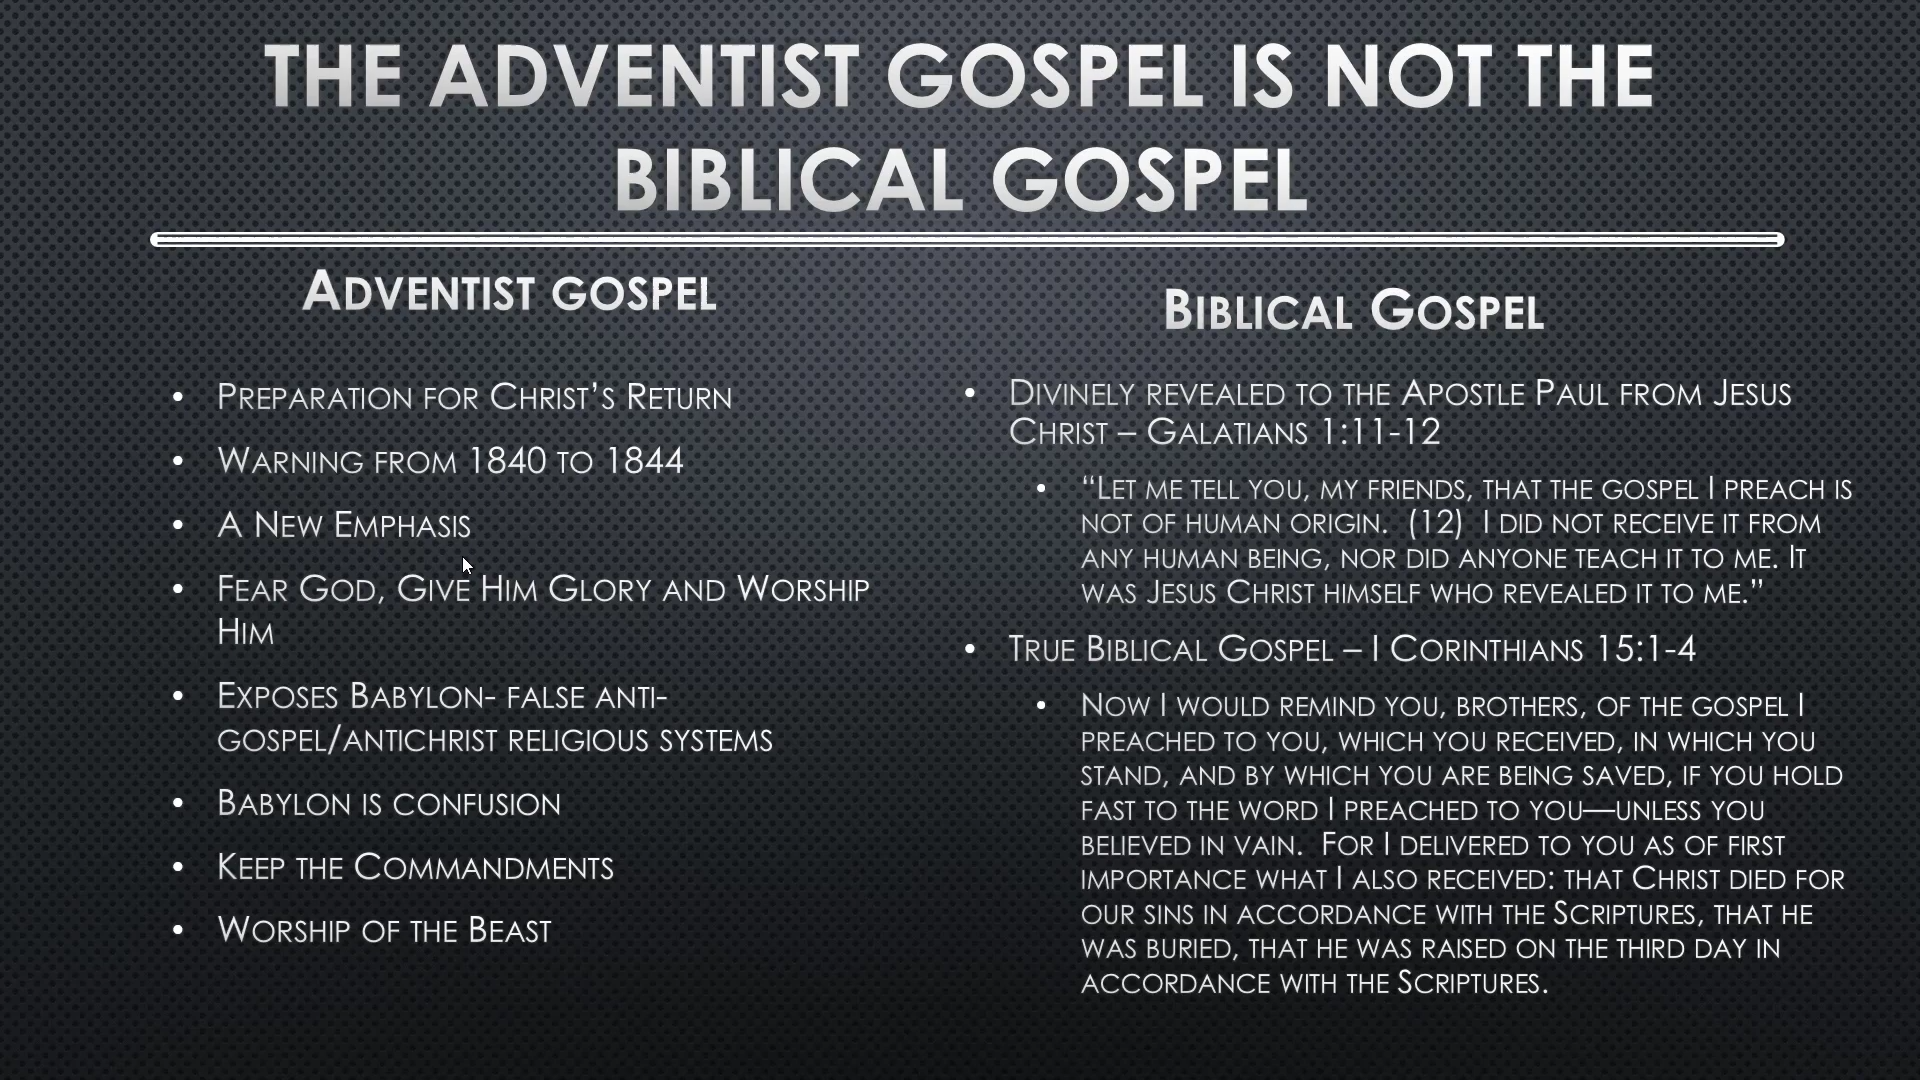 THE ADVENTIST GOSPEL IS NOT THE
BIBLICAL GOSPEL
Adventist gospel
Preparation for Christ’s Return
Warning from 1840 to 1844
A New Emphasis
Fear God, Give Him Glory and Worship
Him
Exposes Babylon- false anti-
gospel/antichrist religious systems
Babylon is confusion
Keep the Commandments
Worship of the Beast
Biblical Gospel
Divinely revealed to the Apostle Paul from Jesus
Christ – Galatians 1:11-12
“Let me tell you, my friends, that the gospel I preach is
not of human origin. (12) I did not receive it from
any human being, nor did anyone teach it to me. It
was Jesus Christ himself who revealed it to me.”
True Biblical Gospel – I Corinthians 15:1-4
Now I would remind you, brothers, of the gospel I
preached to you, which you received, in which you
stand, and by which you are being saved, if you hold
fast to the word I preached to you—unless you
believed in vain. For I delivered to you as of first
importance what I also received: that Christ died for
our sins in accordance with the Scriptures, that he
was buried, that he was raised on the third day in
accordance with the Scriptures.